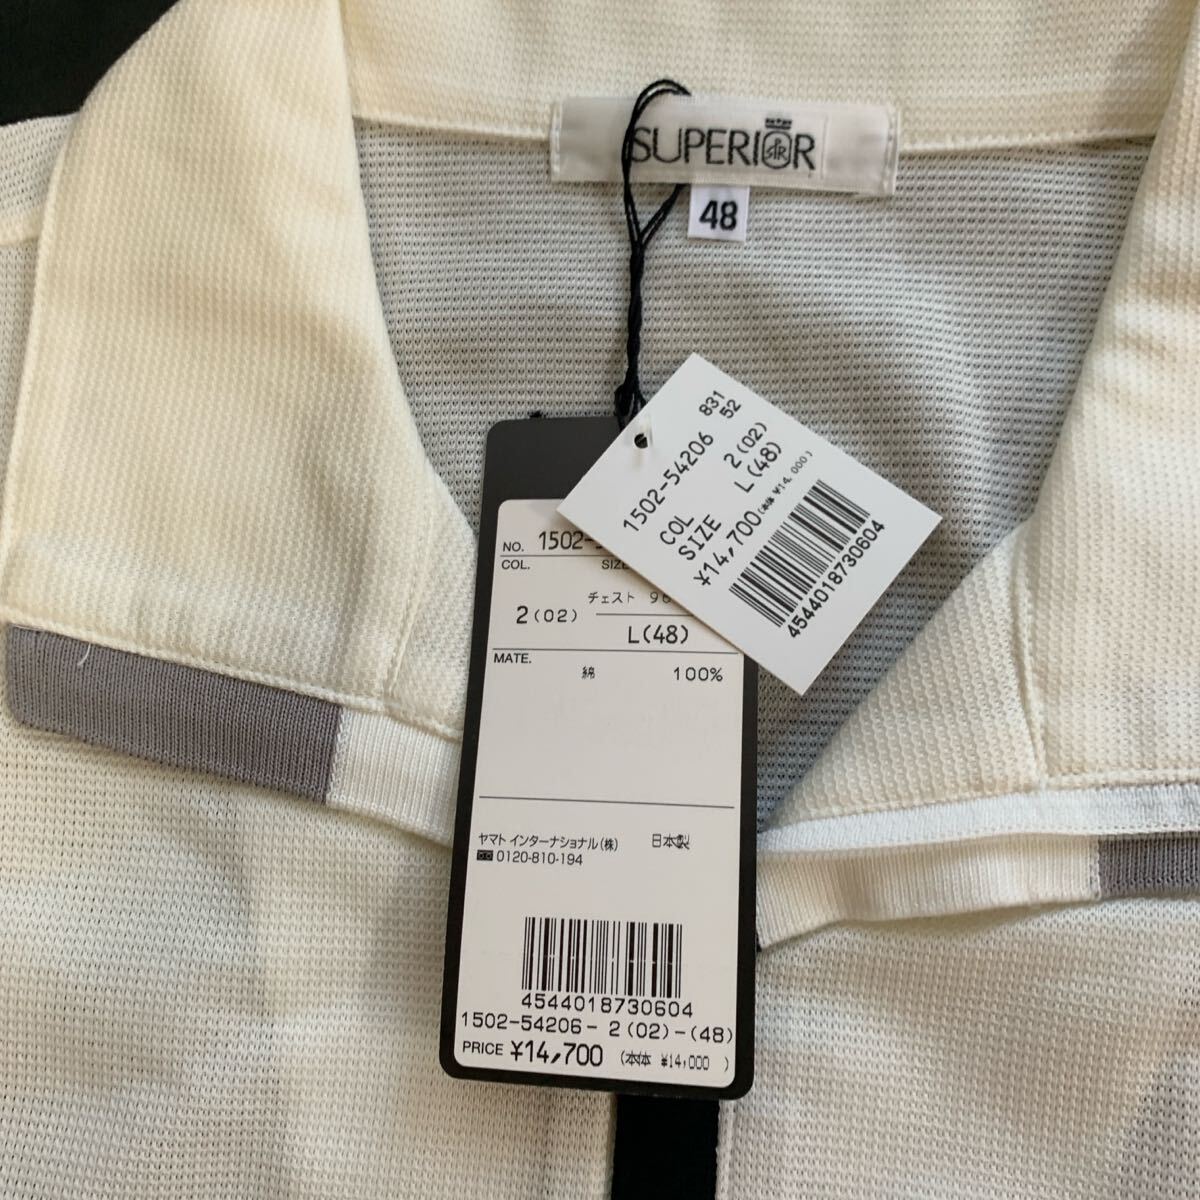 SUPERIOR
48
1502-54206 831
52
COL 2(02)
SIZE L(48)
¥14,700(本体 ¥14,000)
4544018730604
NO. 1502-
COL. SIZE
チェスト 96
2(02)
L(48)
MATE.
綿 100%
ヤマト インターナショナル(株) 日本製
0120-810-194
4544018730604
1502-54206-2(02)-(48)
PRICE ¥14,700 (本体 ¥14,000 )